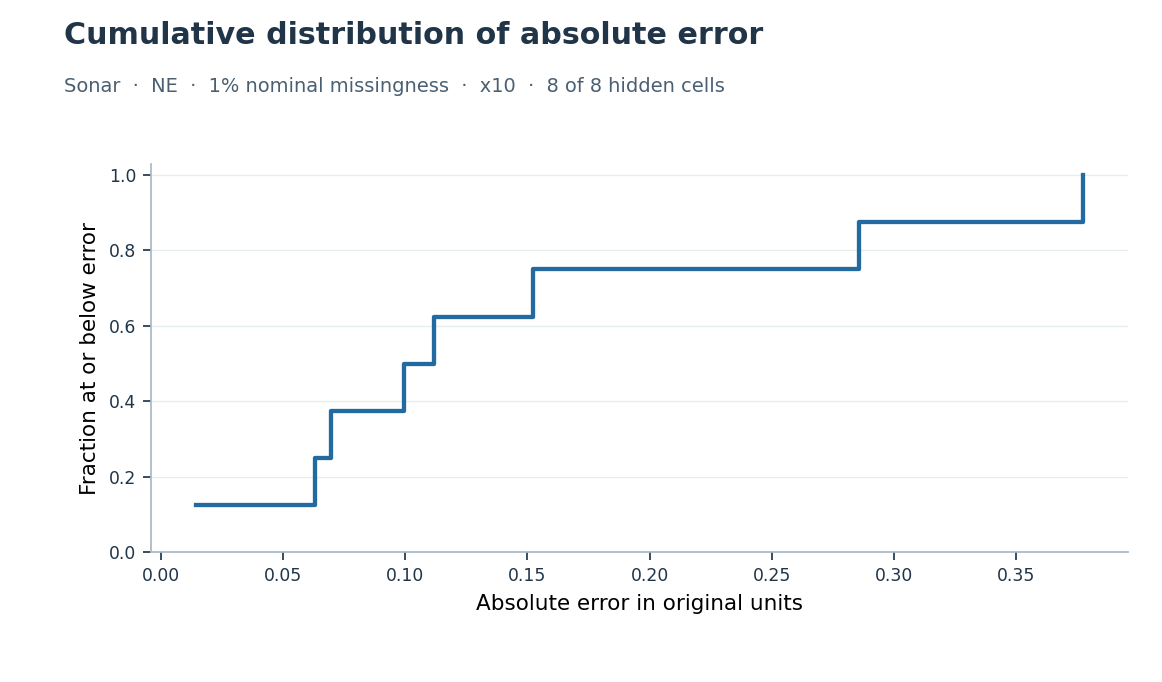 Cumulative distribution of absolute error
Sonar · NE · 1% nominal missingness · x10 · 8 of 8 hidden cells
Fraction at or below error
1.0
0.8
0.6
0.4
0.2
0.0
0.00 0.05 0.10 0.15 0.20 0.25 0.30 0.35
Absolute error in original units